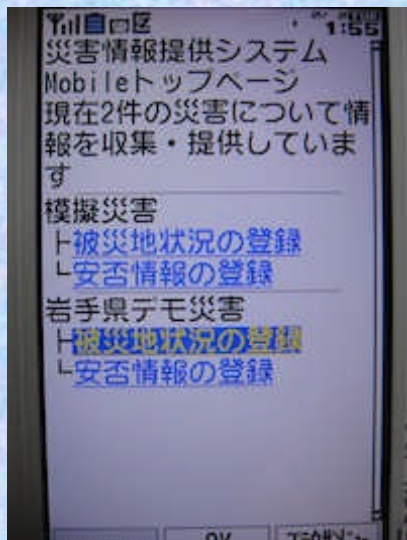 1:55
災害情報提供システム
Mobileトップページ
現在2件の災害について情
報を収集・提供していま
す
模擬災害
├被災地状況の登録
└安否情報の登録
岩手県デモ災害
├被災地状況の登録
└安否情報の登録
OK